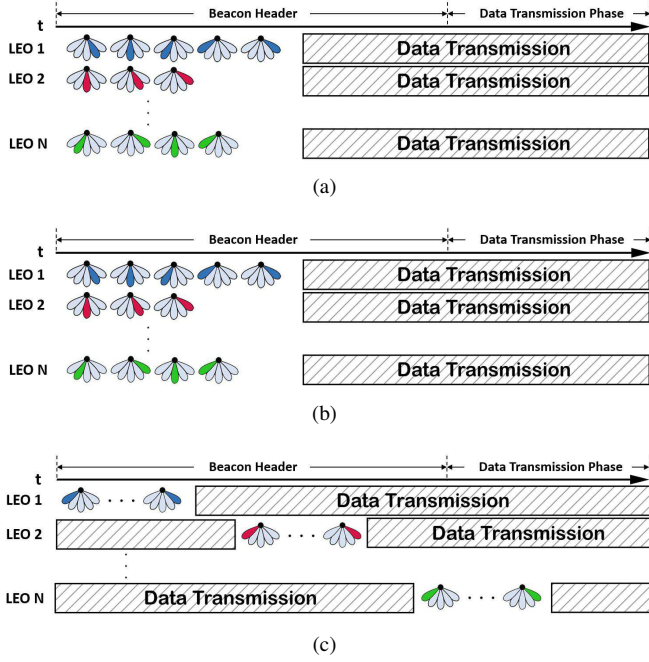 Beacon Header Data Transmission Phase
t
LEO 1 Data Transmission
LEO 2 Data Transmission
LEO N Data Transmission
(a)
Beacon Header Data Transmission Phase
t
LEO 1 Data Transmission
LEO 2 Data Transmission
LEO N Data Transmission
(b)
Beacon Header Data Transmission Phase
t
LEO 1 Data Transmission
LEO 2 Data Transmission
LEO N Data Transmission
(c)